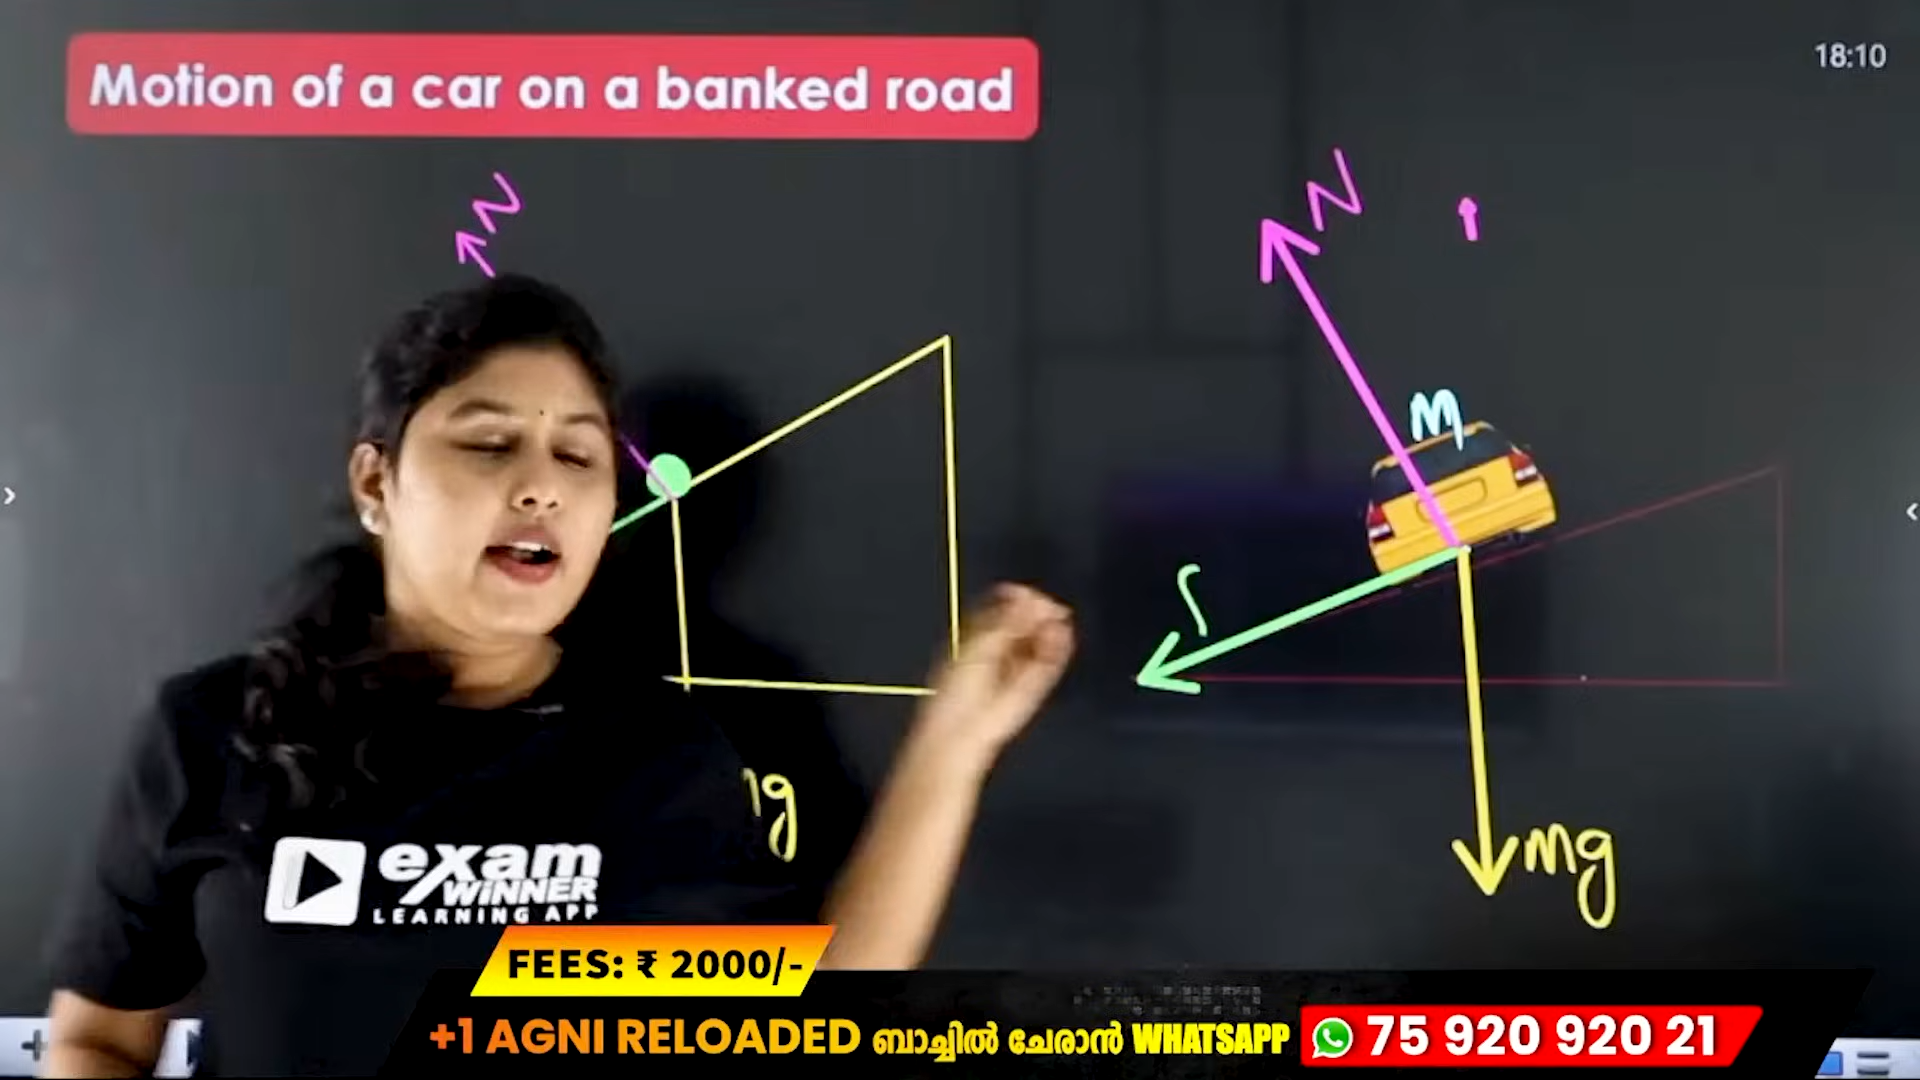 Motion of a car on a banked road
18:10
N
N
m
f
mg
exam
WINNER
LEARNING APP
FEES: ₹ 2000/-
+1 AGNI RELOADED ബാച്ചിൽ ചേരാൻ WHATSAPP
75 920 920 21